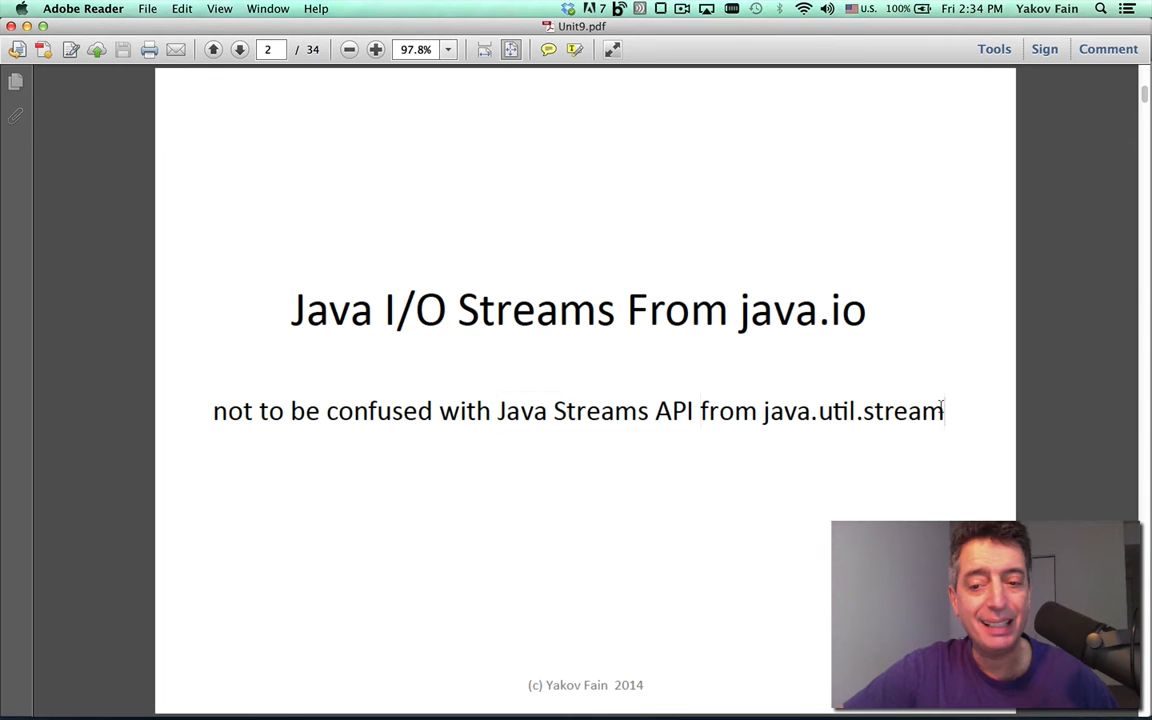 Adobe Reader File Edit View Window Help 7 U.S. 100% Fri 2:34 PM Yakov Fain
Unit9.pdf
2 / 34 97.8% Tools Sign Comment
Java I/O Streams From java.io
not to be confused with Java Streams API from java.util.stream
(c) Yakov Fain 2014